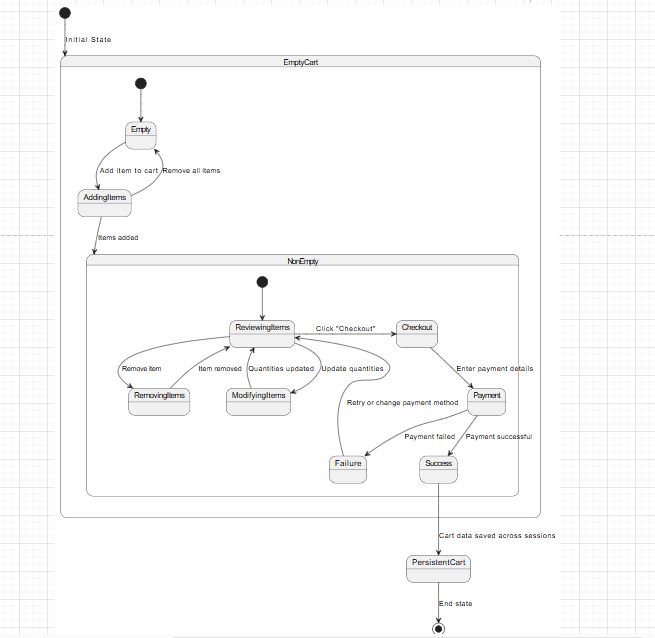 Initial State
EmptyCart
Empty
Add item to cart
Remove all items
AddingItems
Items added
NonEmpty
ReviewingItems
Click "Checkout"
Checkout
Remove item
Item removed
Quantities updated
Update quantities
Enter payment details
RemovingItems
ModifyingItems
Payment
Retry or change payment method
Payment failed
Payment successful
Failure
Success
Cart data saved across sessions
PersistentCart
End state